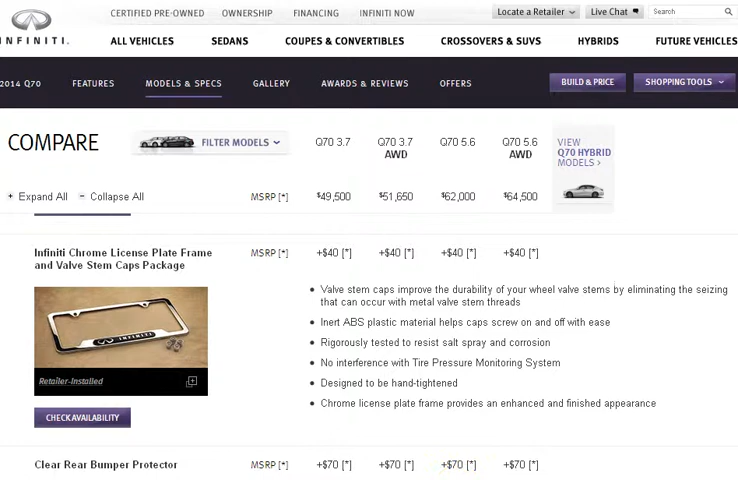 CERTIFIED PRE-OWNED OWNERSHIP FINANCING INFINITI NOW Locate a Retailer Live Chat Search
INFINITI.
ALL VEHICLES SEDANS COUPES & CONVERTIBLES CROSSOVERS & SUVS HYBRIDS FUTURE VEHICLES
2014 Q70 FEATURES MODELS & SPECS GALLERY AWARDS & REVIEWS OFFERS BUILD & PRICE SHOPPING TOOLS
COMPARE
FILTER MODELS
Q70 3.7 Q70 3.7 AWD Q70 5.6 Q70 5.6 AWD
VIEW
Q70 HYBRID
MODELS >
+ Expand All - Collapse All MSRP [*] $49,500 $51,650 $62,000 $64,500
Infiniti Chrome License Plate Frame
and Valve Stem Caps Package
MSRP [*] +$40 [*] +$40 [*] +$40 [*] +$40 [*]
• Valve stem caps improve the durability of your wheel valve stems by eliminating the seizing
that can occur with metal valve stem threads
• Inert ABS plastic material helps caps screw on and off with ease
• Rigorously tested to resist salt spray and corrosion
• No interference with Tire Pressure Monitoring System
• Designed to be hand-tightened
• Chrome license plate frame provides an enhanced and finished appearance
INFINITI
Retailer-Installed
CHECK AVAILABILITY
Clear Rear Bumper Protector MSRP [*] +$70 [*] +$70 [*] +$70 [*] +$70 [*]